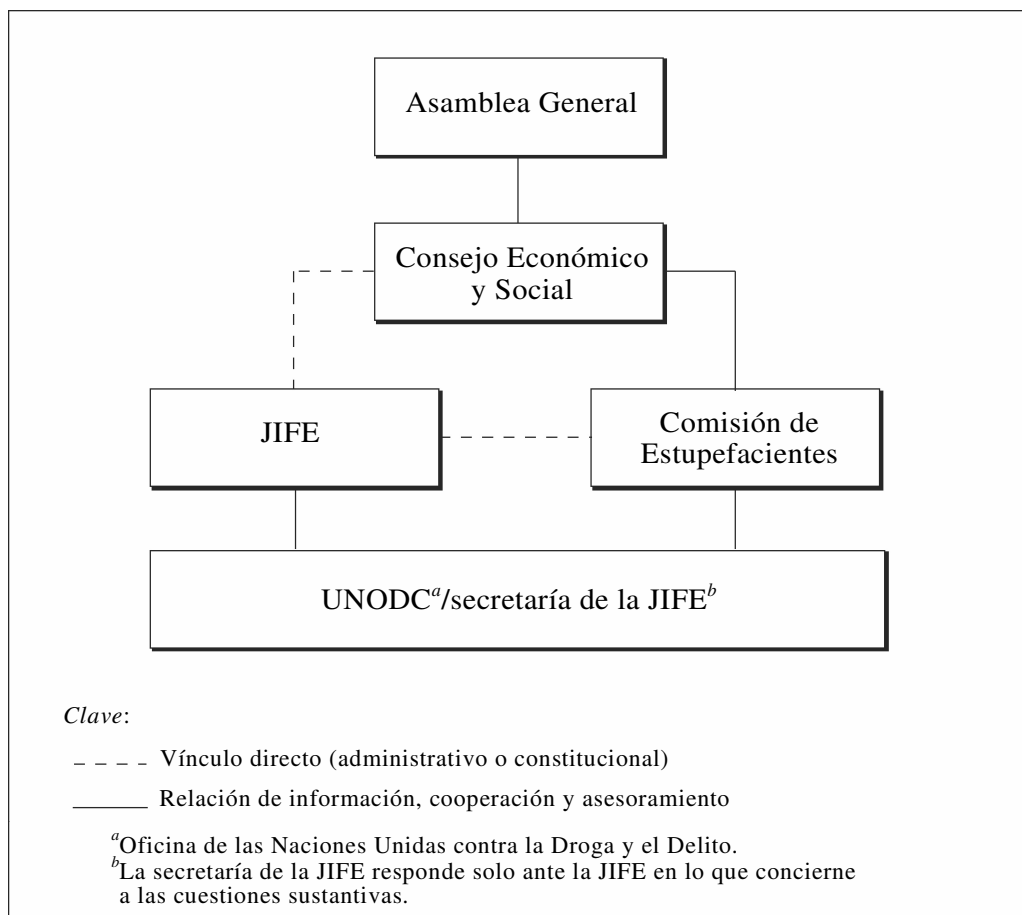 Asamblea General
Consejo Económico
y Social
JIFE
Comisión de
Estupefacientes
UNODCa/secretaría de la JIFEb
Clave:
Vínculo directo (administrativo o constitucional)
Relación de información, cooperación y asesoramiento
aOficina de las Naciones Unidas contra la Droga y el Delito.
bLa secretaría de la JIFE responde solo ante la JIFE en lo que concierne
a las cuestiones sustantivas.